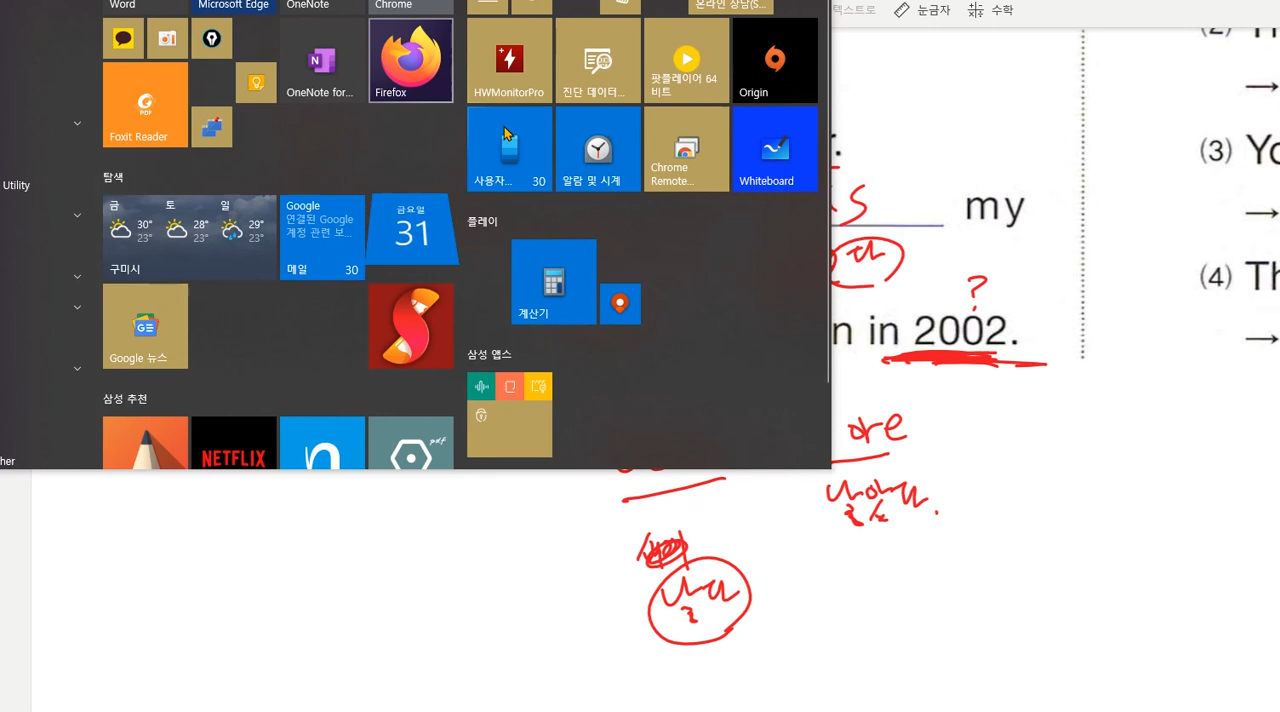 Word
Microsoft Edge
OneNote
Chrome
온라인 상담(S...
텍스트로
눈금자
수학
OneNote for...
Firefox
HWMonitorPro
진단 데이터...
팟플레이어 64
비트
Origin
PDF
Foxit Reader
사용자...
30
알람 및 시계
Chrome
Remote...
Whiteboard
Utility
탐색
금
토
일
30°
23°
28°
23°
29°
23°
구미시
Google
연결된 Google
계정 관련 보...
메일
30
금요일
31
플레이
계산기
Google 뉴스
삼성 앱스
삼성 추천
NETFLIX
pdf
her
s
my
?
n in 2002.
(2)
→
(3) Yo
→
(4) Th
→
are